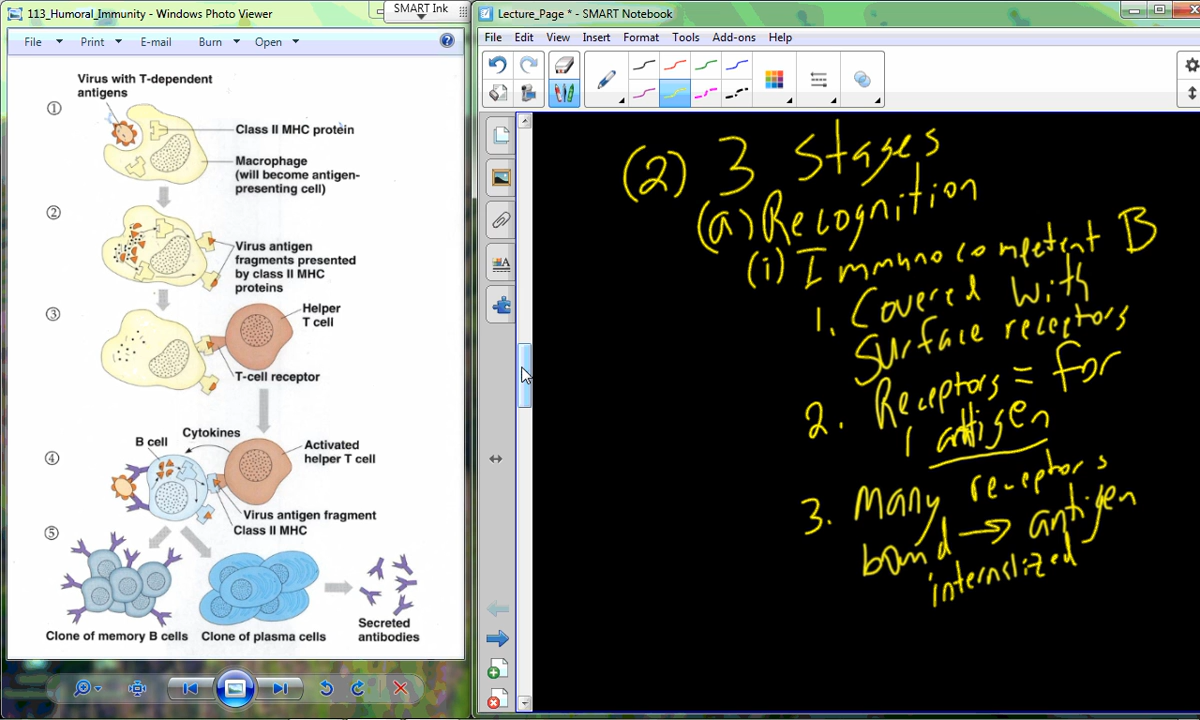 113_Humoral_Immunity - Windows Photo Viewer
SMART Ink
File Print E-mail Burn Open
Virus with T-dependent
antigens
①
Class II MHC protein
Macrophage
(will become antigen-
presenting cell)
②
Virus antigen
fragments presented
by class II MHC
proteins
③
Helper
T cell
T-cell receptor
Cytokines
B cell
④
Activated
helper T cell
Virus antigen fragment
Class II MHC
⑤
Clone of memory B cells
Clone of plasma cells
Secreted
antibodies
Lecture_Page * - SMART Notebook
File Edit View Insert Format Tools Add-ons Help
(2) 3 Stages
(a) Recognition
(i) Immunocompetent B
1. Covered with
surface receptors
2. Receptors = for
1 antigen
3. Many receptors
bound → antigen
internalized